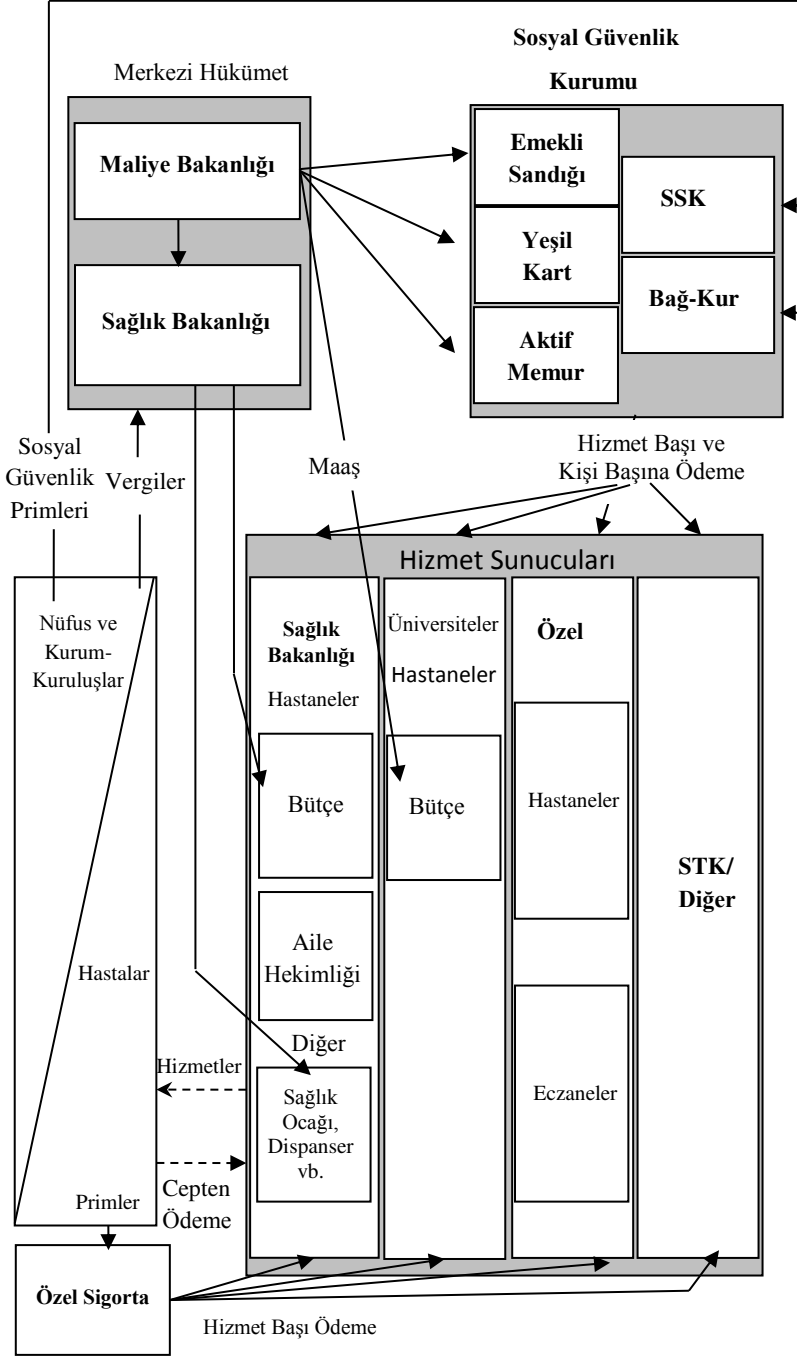 Sosyal Güvenlik
Kurumu
Merkezi Hükümet
Maliye Bakanlığı
Sağlık Bakanlığı
Emekli
Sandığı
SSK
Yeşil
Kart
Bağ-Kur
Aktif
Memur
Sosyal
Güvenlik
Primleri
Vergiler
Maaş
Hizmet Başı ve
Kişi Başına Ödeme
Hizmet Sunucuları
Nüfus ve
Kurum-
Kuruluşlar
Hastalar
Primler
Sağlık
Bakanlığı
Hastaneler
Bütçe
Aile
Hekimliği
Diğer
Sağlık
Ocağı,
Dispanser
vb.
Üniversiteler
Hastaneler
Bütçe
Özel
Hastaneler
Eczaneler
STK/
Diğer
Hizmetler
Cepten
Ödeme
Özel Sigorta
Hizmet Başı Ödeme